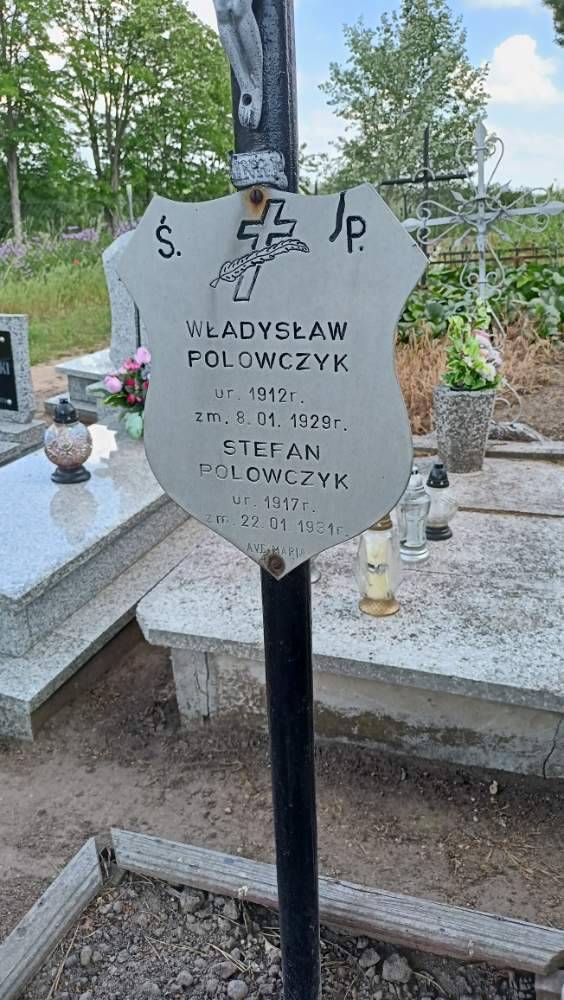 Ś. P.
WŁADYSŁAW
POLOWCZYK
ur. 1912r.
zm. 8.01.1929r.
STEFAN
POLOWCZYK
ur. 1917r.
zm. 22.01.1931r.
AVE MARIA